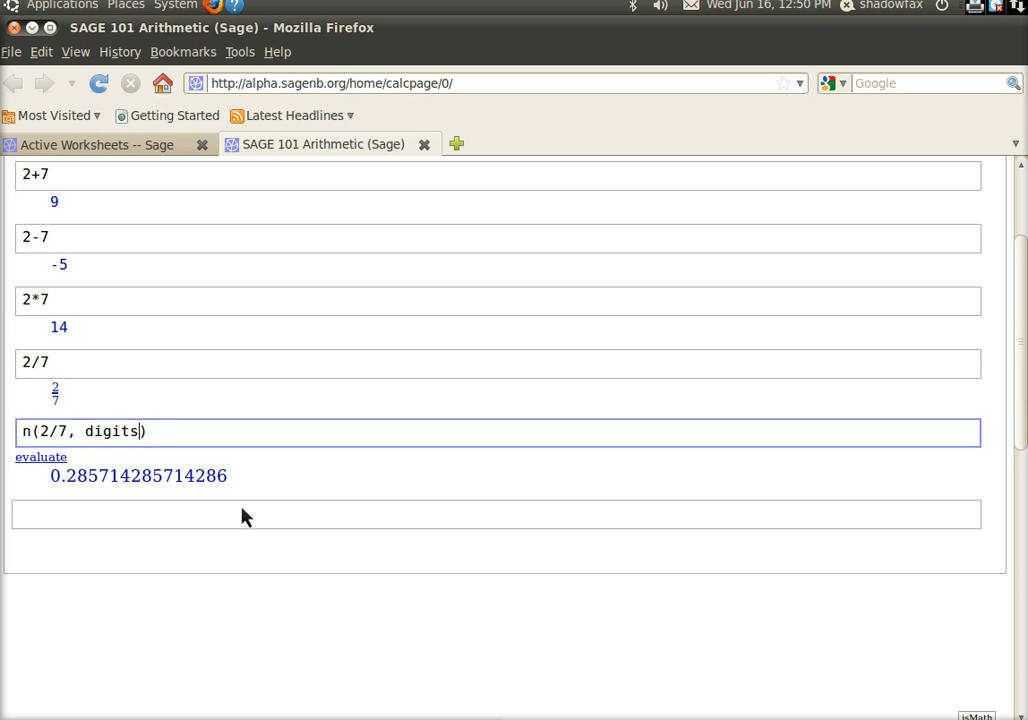 Applications Places System Wed Jun 16, 12:50 PM shadowfax
SAGE 101 Arithmetic (Sage) - Mozilla Firefox
File Edit View History Bookmarks Tools Help
http://alpha.sagenb.org/home/calcpage/0/ Google
Most Visited Getting Started Latest Headlines
Active Worksheets -- Sage SAGE 101 Arithmetic (Sage)
2+7
9
2-7
-5
2*7
14
2/7
2
7
n(2/7, digits)
evaluate
0.285714285714286
jsMath